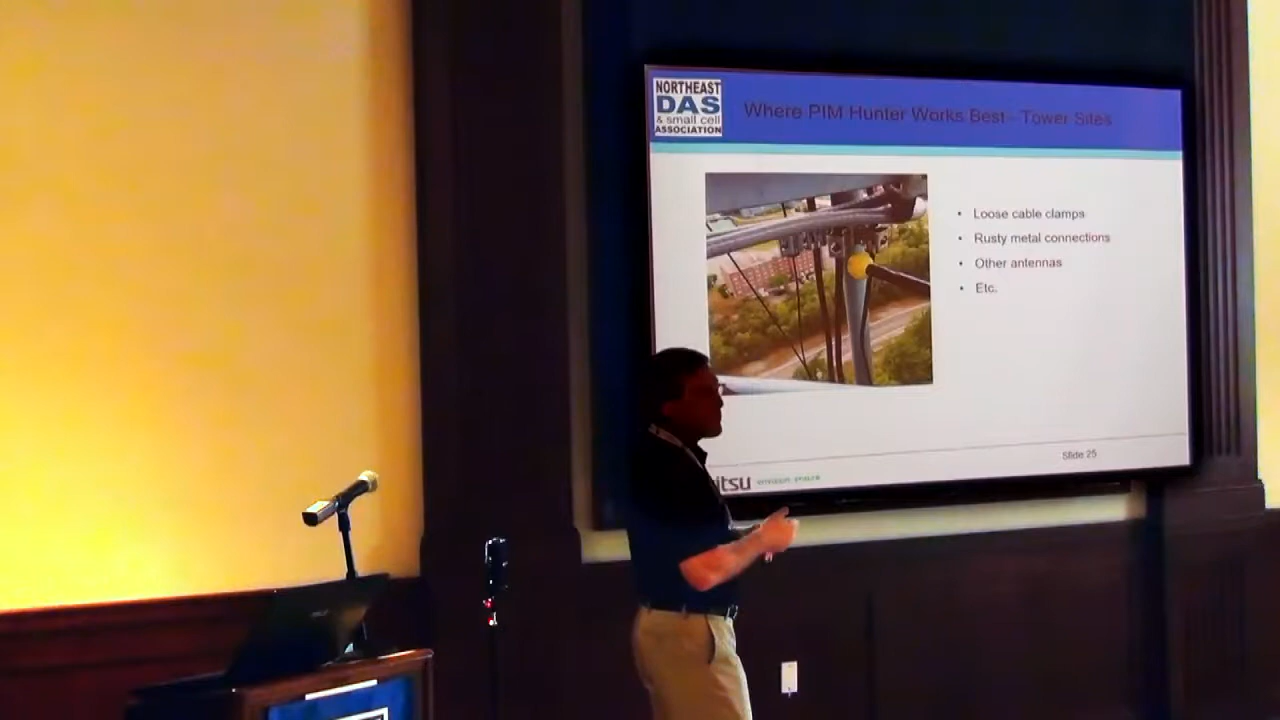 NORTHEAST
DAS
& small cell
ASSOCIATION
Where PIM Hunter Works Best - Tower Sites
• Loose cable clamps
• Rusty metal connections
• Other antennas
• Etc.
Slide 25
itsu